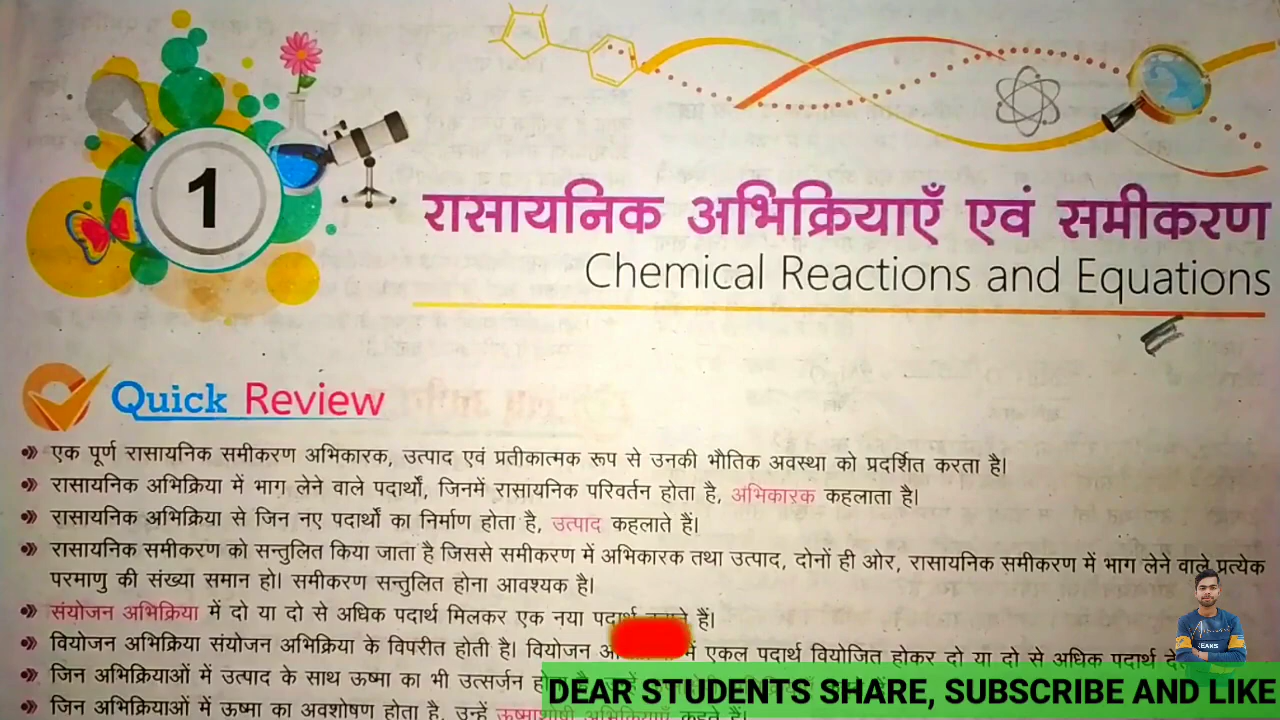 1
रासायनिक अभिक्रियाएँ एवं समीकरण
Chemical Reactions and Equations
Quick Review
एक पूर्ण रासायनिक समीकरण अभिकारक, उत्पाद एवं प्रतीकात्मक रूप से उनकी भौतिक अवस्था को प्रदर्शित करता है।
रासायनिक अभिक्रिया में भाग लेने वाले पदार्थों, जिनमें रासायनिक परिवर्तन होता है, अभिकारक कहलाता है।
रासायनिक अभिक्रिया से जिन नए पदार्थों का निर्माण होता है, उत्पाद कहलाते हैं।
रासायनिक समीकरण को सन्तुलित किया जाता है जिससे समीकरण में अभिकारक तथा उत्पाद, दोनों ही ओर, रासायनिक समीकरण में भाग लेने वाले प्रत्येक
परमाणु की संख्या समान हो। समीकरण सन्तुलित होना आवश्यक है।
संयोजन अभिक्रिया में दो या दो से अधिक पदार्थ मिलकर एक नया पदार्थ हैं।
वियोजन अभिक्रिया संयोजन अभिक्रिया के विपरीत होती है। वियोजन में एकल पदार्थ वियोजित होकर दो या दो से अधिक पदार्थ
जिन अभिक्रियाओं में उत्पाद के साथ ऊष्मा का भी उत्सर्जन
DEAR STUDENTS SHARE, SUBSCRIBE AND LIKE
जिन अभिक्रियाओं में ऊष्मा का अवशोषण होता है, उन्हें ऊष्माशोषी अभिक्रियाएँ कहते हैं।